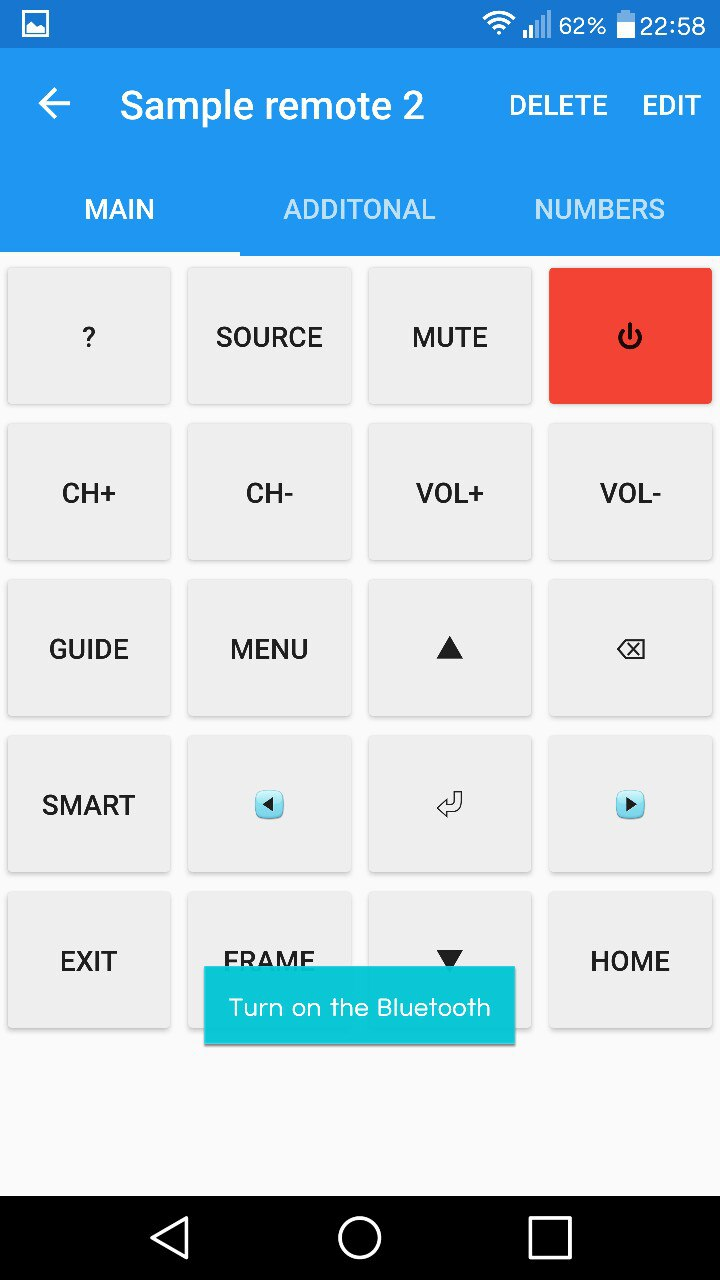 62% 22:58
Sample remote 2 DELETE EDIT
MAIN ADDITONAL NUMBERS
? SOURCE MUTE
CH+ CH- VOL+ VOL-
GUIDE MENU ▲ ⌫
SMART ◀ ▶
EXIT FRAME ▼ HOME
Turn on the Bluetooth